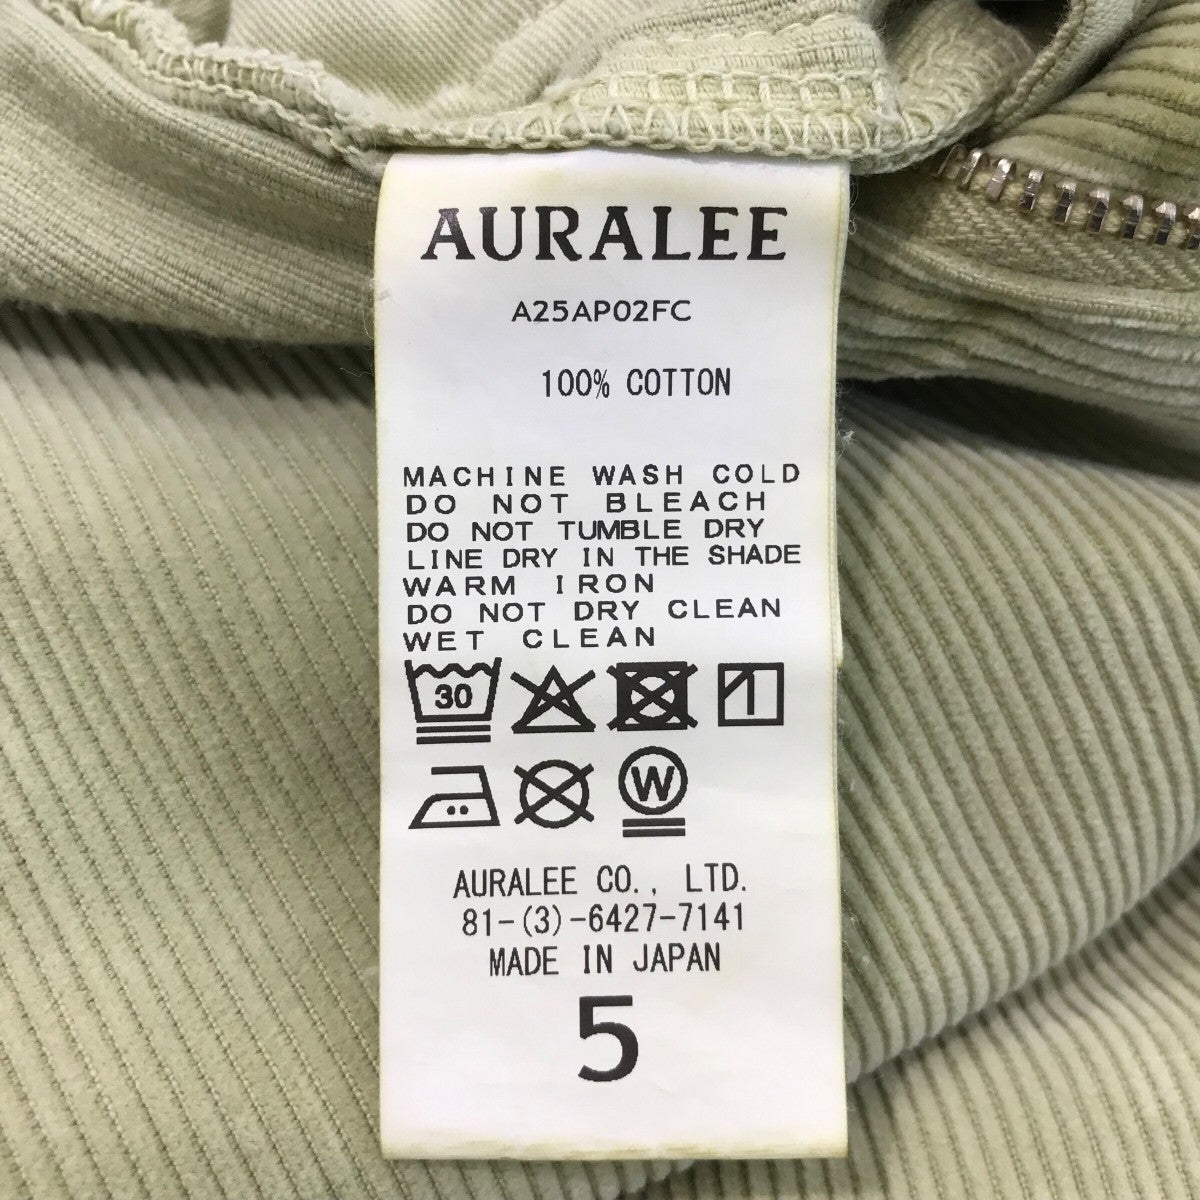 AURALEE
A25AP02FC
100% COTTON
MACHINE WASH COLD
DO NOT BLEACH
DO NOT TUMBLE DRY
LINE DRY IN THE SHADE
WARM IRON
DO NOT DRY CLEAN
WET CLEAN
30
W
AURALEE CO., LTD.
81-(3)-6427-7141
MADE IN JAPAN
5